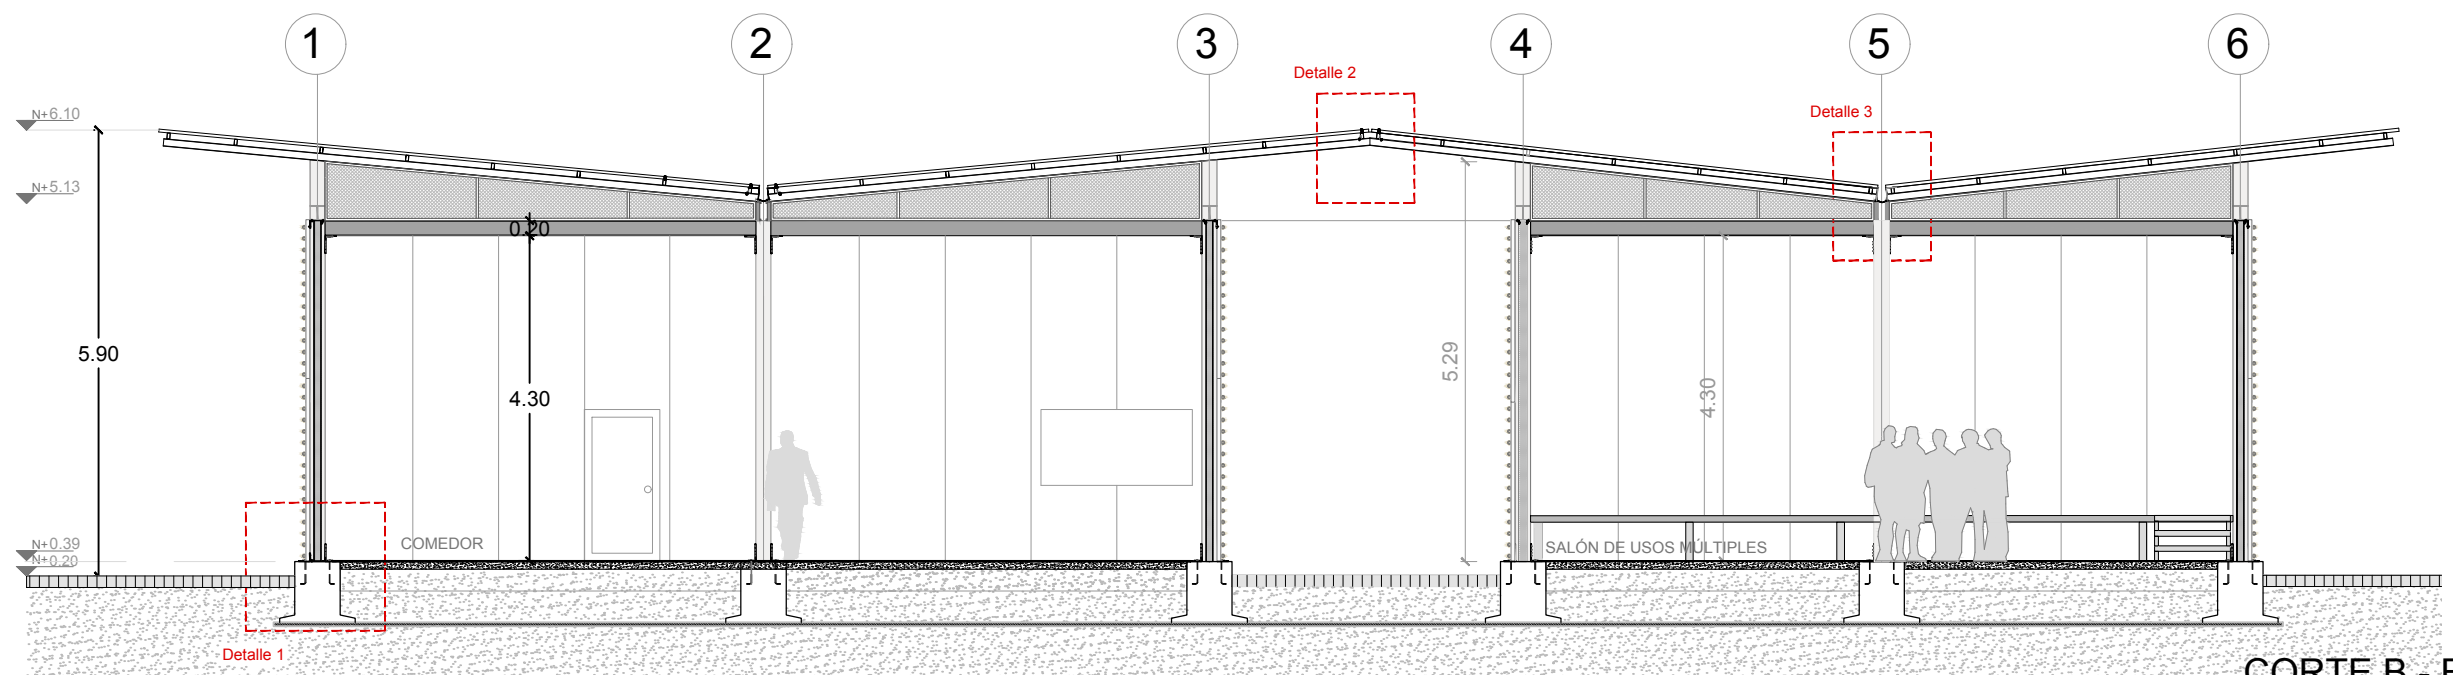 1
2
3
4
5
6
Detalle 2
Detalle 3
N+6.10
N+5.13
0.20
5.90
4.30
5.29
4.30
N+0.39
N+0.20
COMEDOR
SALÓN DE USOS MÚLTIPLES
Detalle 1
CORTE B -